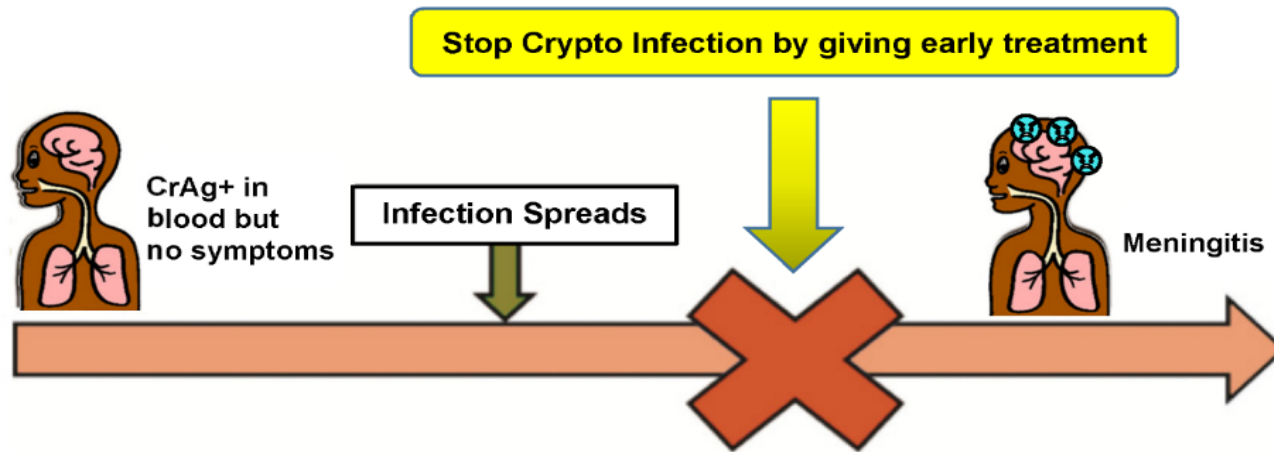 Stop Crypto Infection by giving early treatment
CrAg+ in
blood but
no symptoms
Infection Spreads
Meningitis